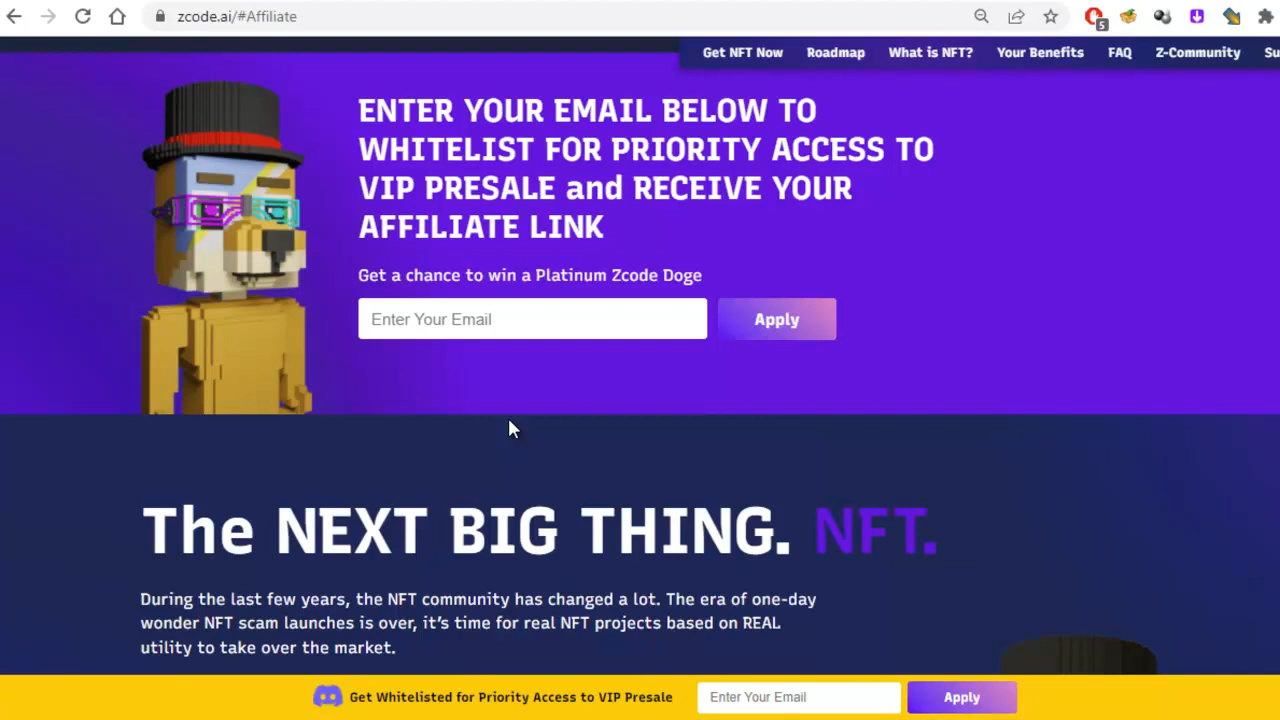 zcode.ai/#Affiliate
5
Get NFT Now Roadmap What is NFT? Your Benefits FAQ Z-Community Su
ENTER YOUR EMAIL BELOW TO
WHITELIST FOR PRIORITY ACCESS TO
VIP PRESALE and RECEIVE YOUR
AFFILIATE LINK
Get a chance to win a Platinum Zcode Doge
Enter Your Email Apply
The NEXT BIG THING. NFT.
During the last few years, the NFT community has changed a lot. The era of one-day
wonder NFT scam launches is over, it's time for real NFT projects based on REAL
utility to take over the market.
Get Whitelisted for Priority Access to VIP Presale Enter Your Email Apply